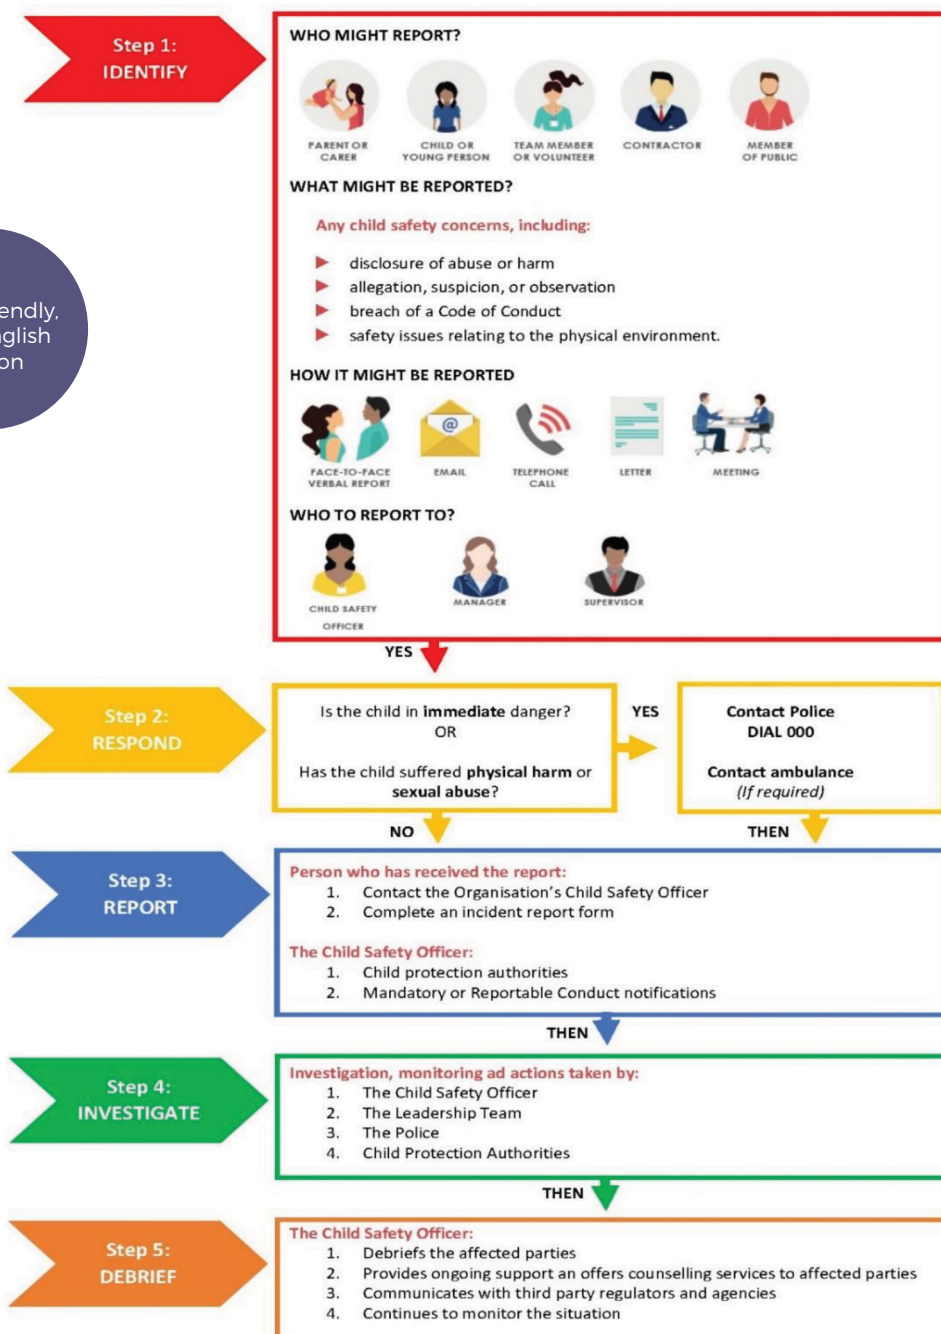 Step 1:
IDENTIFY
WHO MIGHT REPORT?
PARENT OR
CARER
CHILD OR
YOUNG PERSON
TEAM MEMBER
OR VOLUNTEER
CONTRACTOR
MEMBER
OF PUBLIC
WHAT MIGHT BE REPORTED?
Any child safety concerns, including:
disclosure of abuse or harm
allegation, suspicion, or observation
breach of a Code of Conduct
safety issues relating to the physical environment.
HOW IT MIGHT BE REPORTED
@
FACE-TO-FACE
VERBAL REPORT
EMAIL
TELEPHONE
CALL
LETTER
MEETING
WHO TO REPORT TO?
CHILD SAFETY
OFFICER
MANAGER
SUPERVISOR
YES
Step 2:
RESPOND
Is the child in immediate danger?
OR
Has the child suffered physical harm or
sexual abuse?
YES
Contact Police
DIAL 000
Contact ambulance
(If required)
NO
THEN
Step 3:
REPORT
Person who has received the report:
1. Contact the Organisation's Child Safety Officer
2. Complete an incident report form
The Child Safety Officer:
1. Child protection authorities
2. Mandatory or Reportable Conduct notifications
THEN
Step 4:
INVESTIGATE
Investigation, monitoring ad actions taken by:
1. The Child Safety Officer
2. The Leadership Team
3. The Police
4. Child Protection Authorities
THEN
Step 5:
DEBRIEF
The Child Safety Officer:
1. Debriefs the affected parties
2. Provides ongoing support an offers counselling services to affected parties
3. Communicates with third party regulators and agencies
4. Continues to monitor the situation